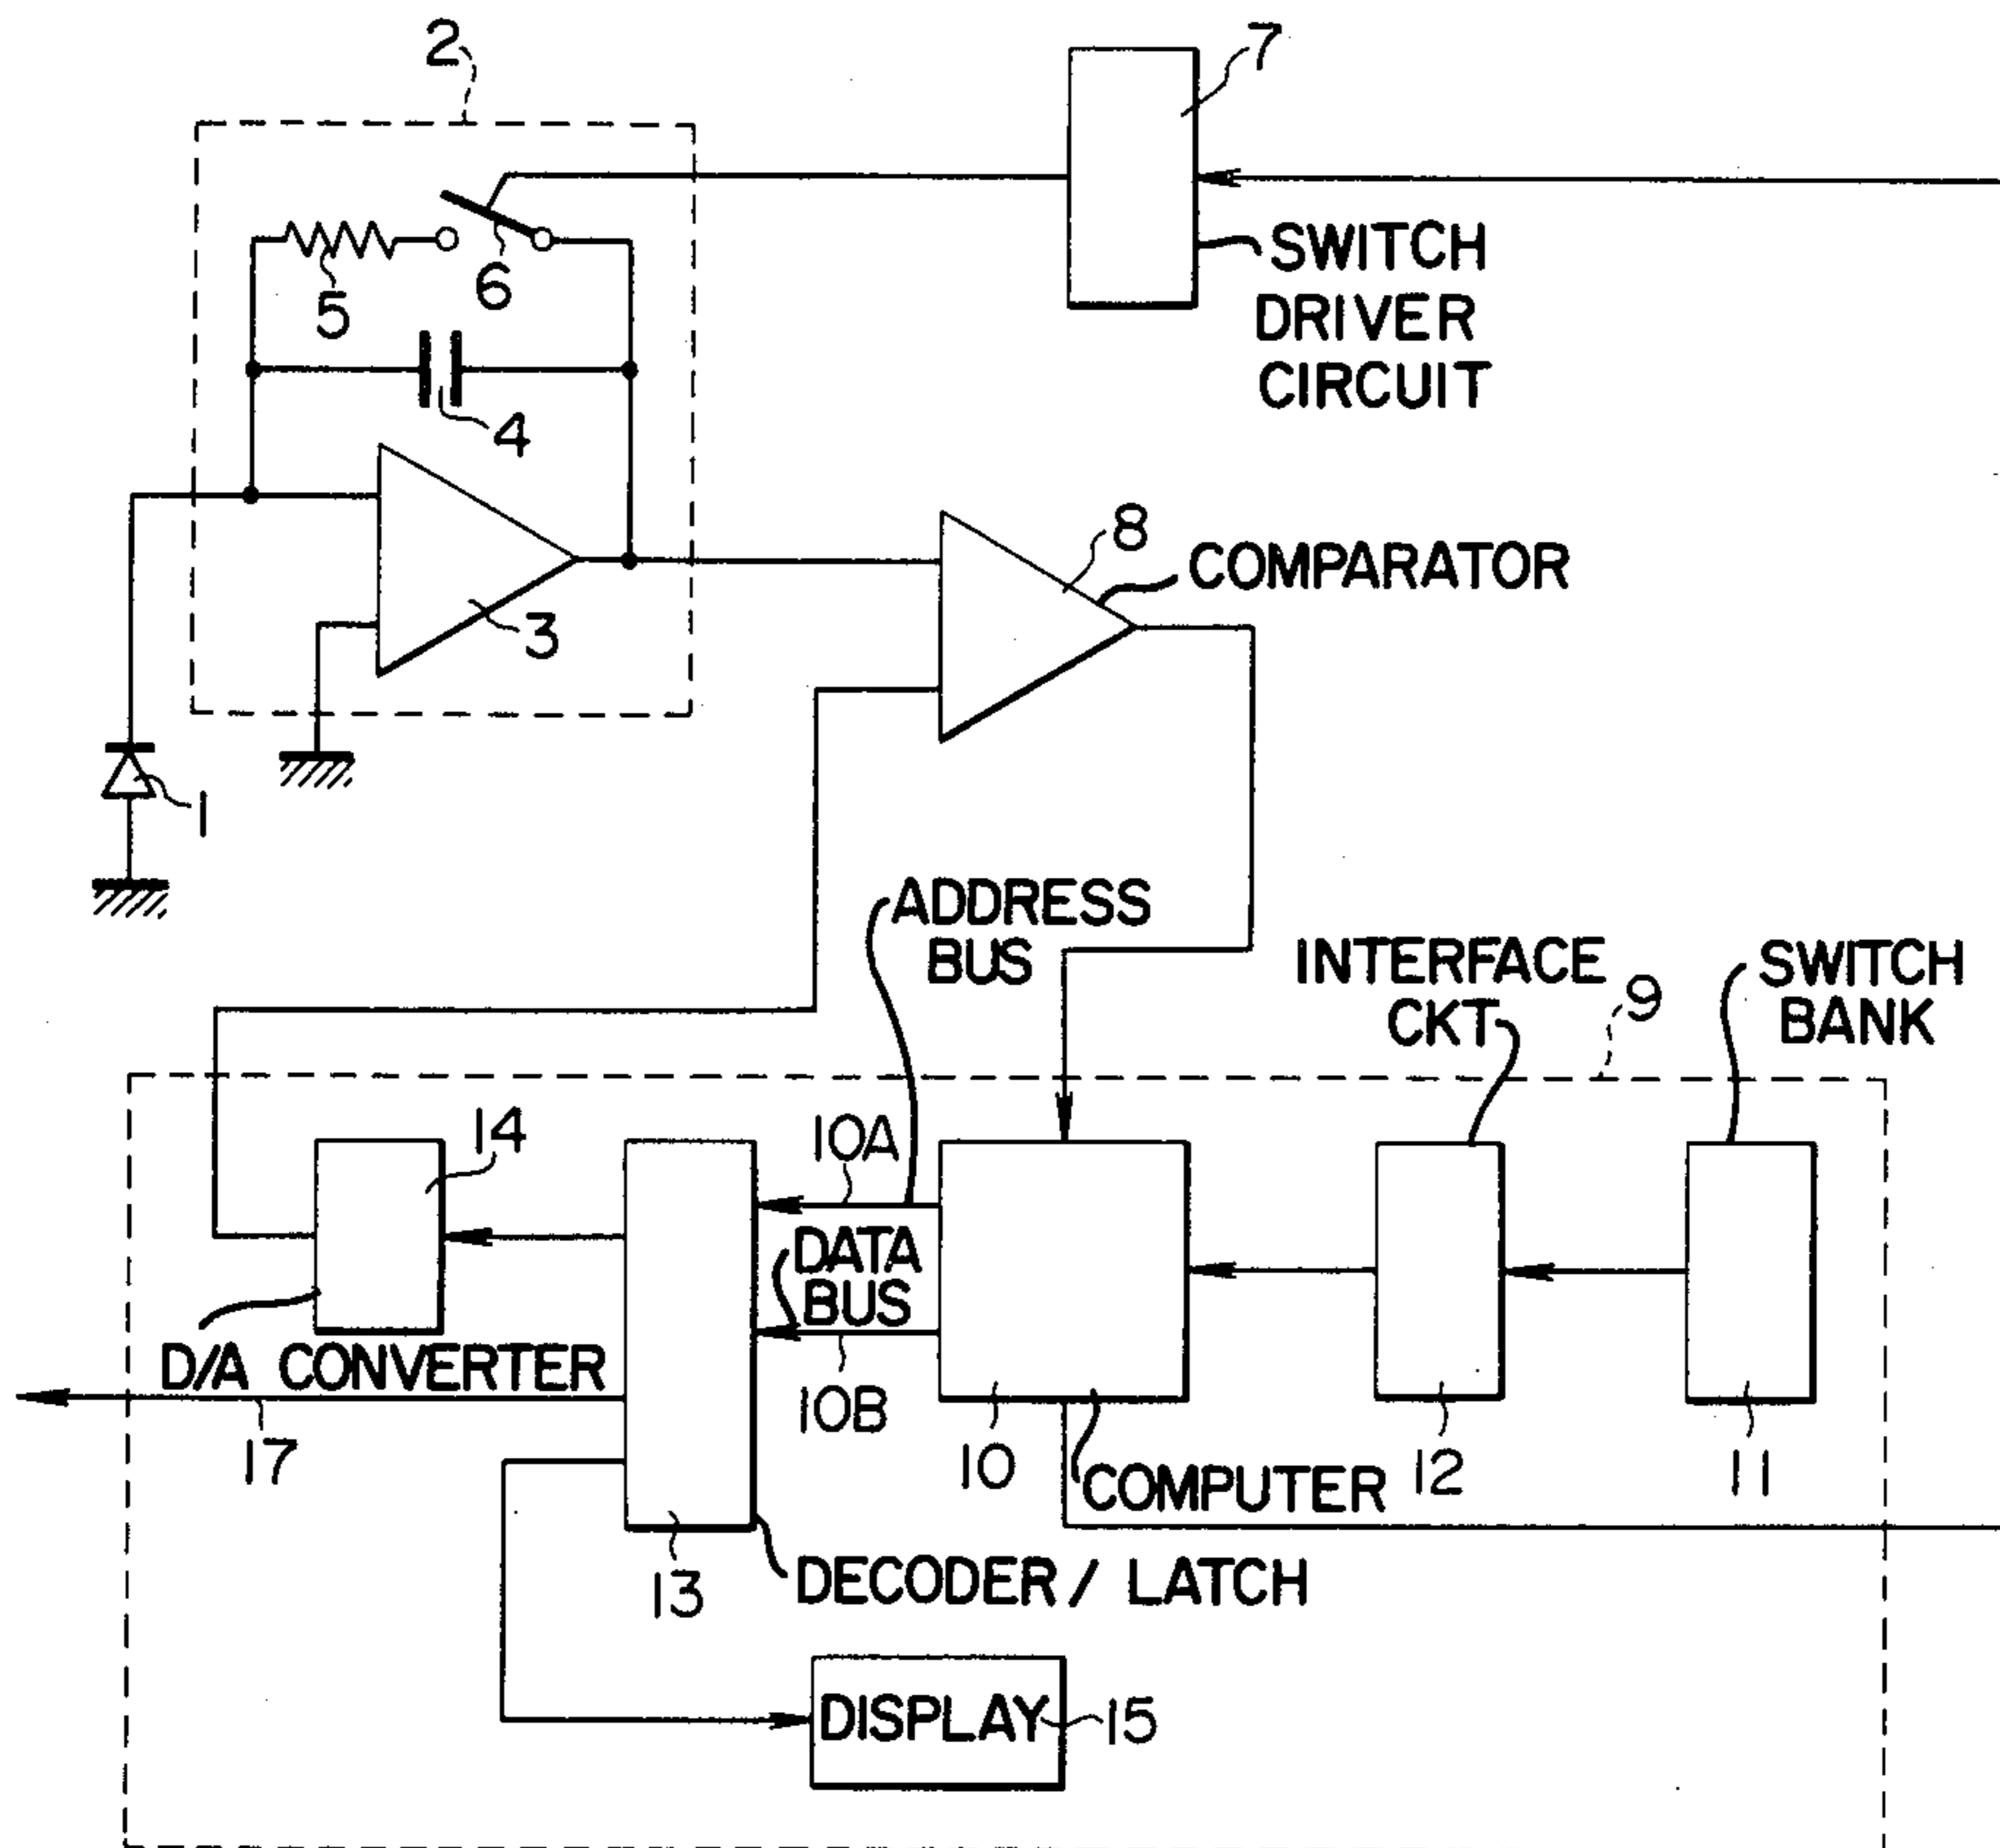 2
7
5
6
SWITCH
DRIVER
CIRCUIT
4
8
COMPARATOR
3
1
ADDRESS
BUS
INTERFACE
CKT
9
SWITCH
BANK
14
10A
DATA
BUS
D/A CONVERTER
10B
17
10
COMPUTER
12
11
13
DECODER / LATCH
DISPLAY
15